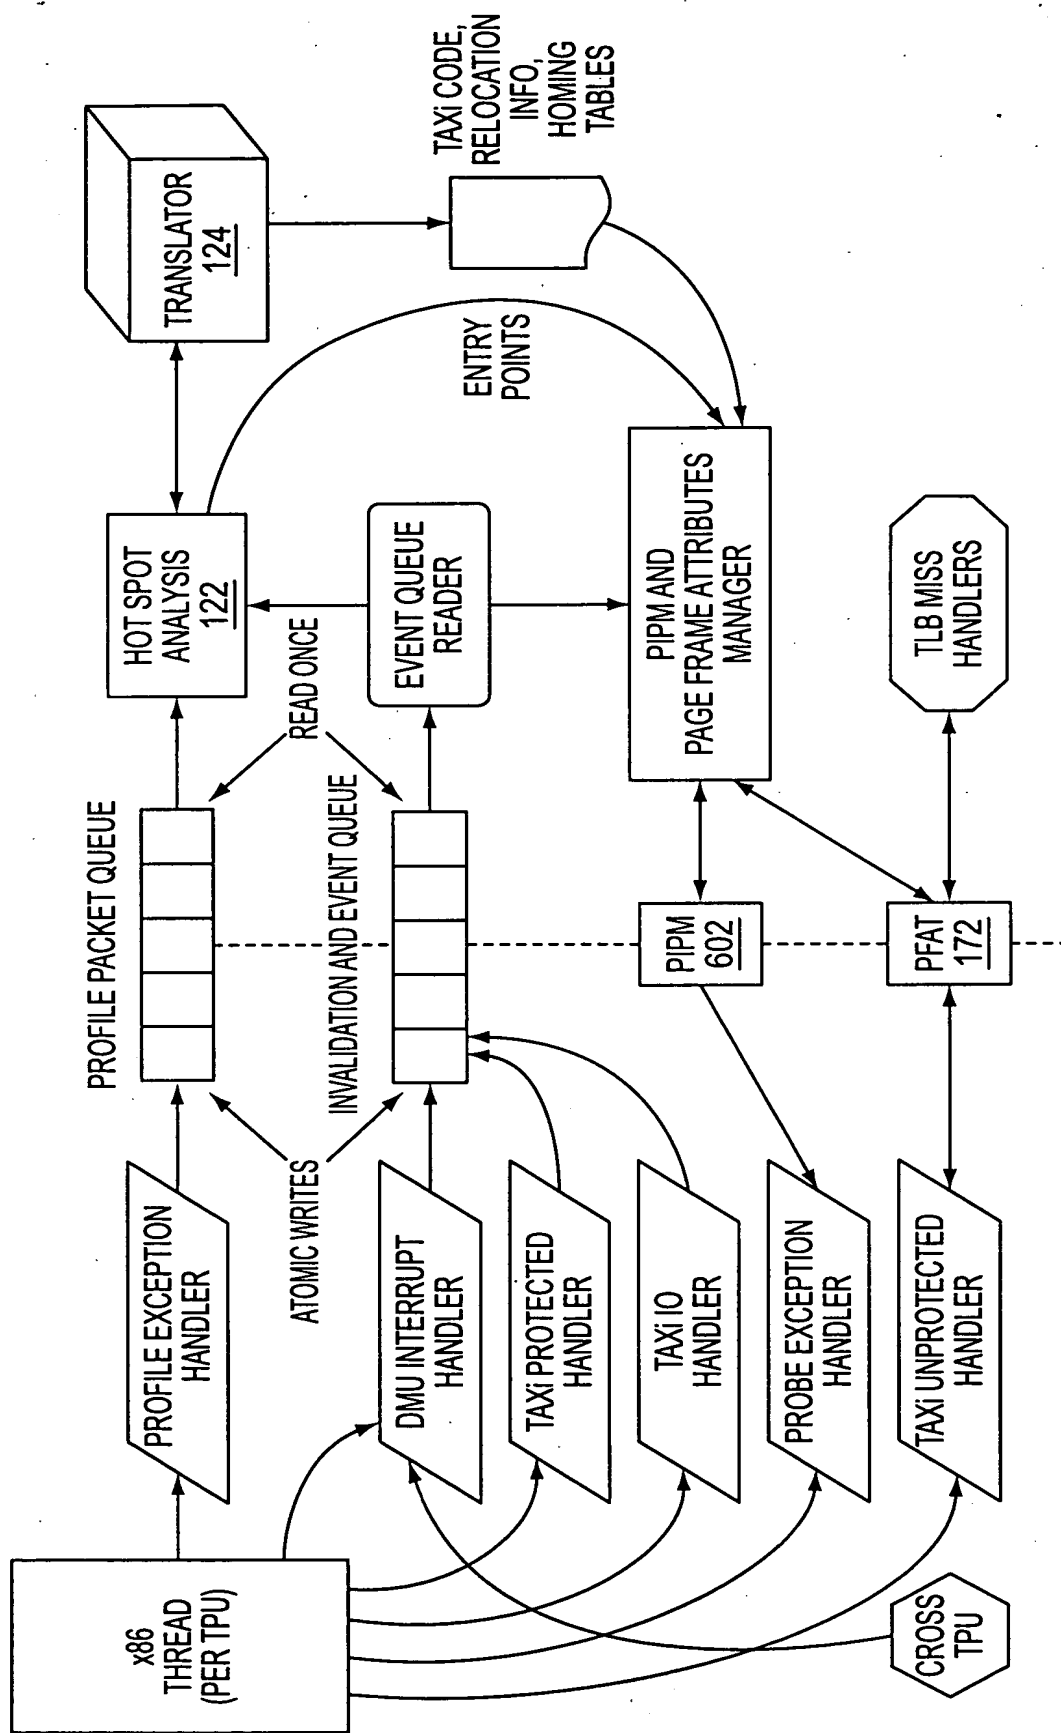 x86
THREAD
(PER TPU)
CROSS
TPU
PROFILE EXCEPTION
HANDLER
DMU INTERRUPT
HANDLER
TAXi PROTECTED
HANDLER
TAXi IO
HANDLER
PROBE EXCEPTION
HANDLER
TAXi UNPROTECTED
HANDLER
ATOMIC WRITES
PROFILE PACKET QUEUE
INVALIDATION AND EVENT QUEUE
PIPM
602
PFAT
172
READ ONCE
HOT SPOT
ANALYSIS
122
EVENT QUEUE
READER
PIPM AND
PAGE FRAME ATTRIBUTES
MANAGER
TLB MISS
HANDLERS
ENTRY
POINTS
TRANSLATOR
124
TAXi CODE,
RELOCATION
INFO,
HOMING
TABLES